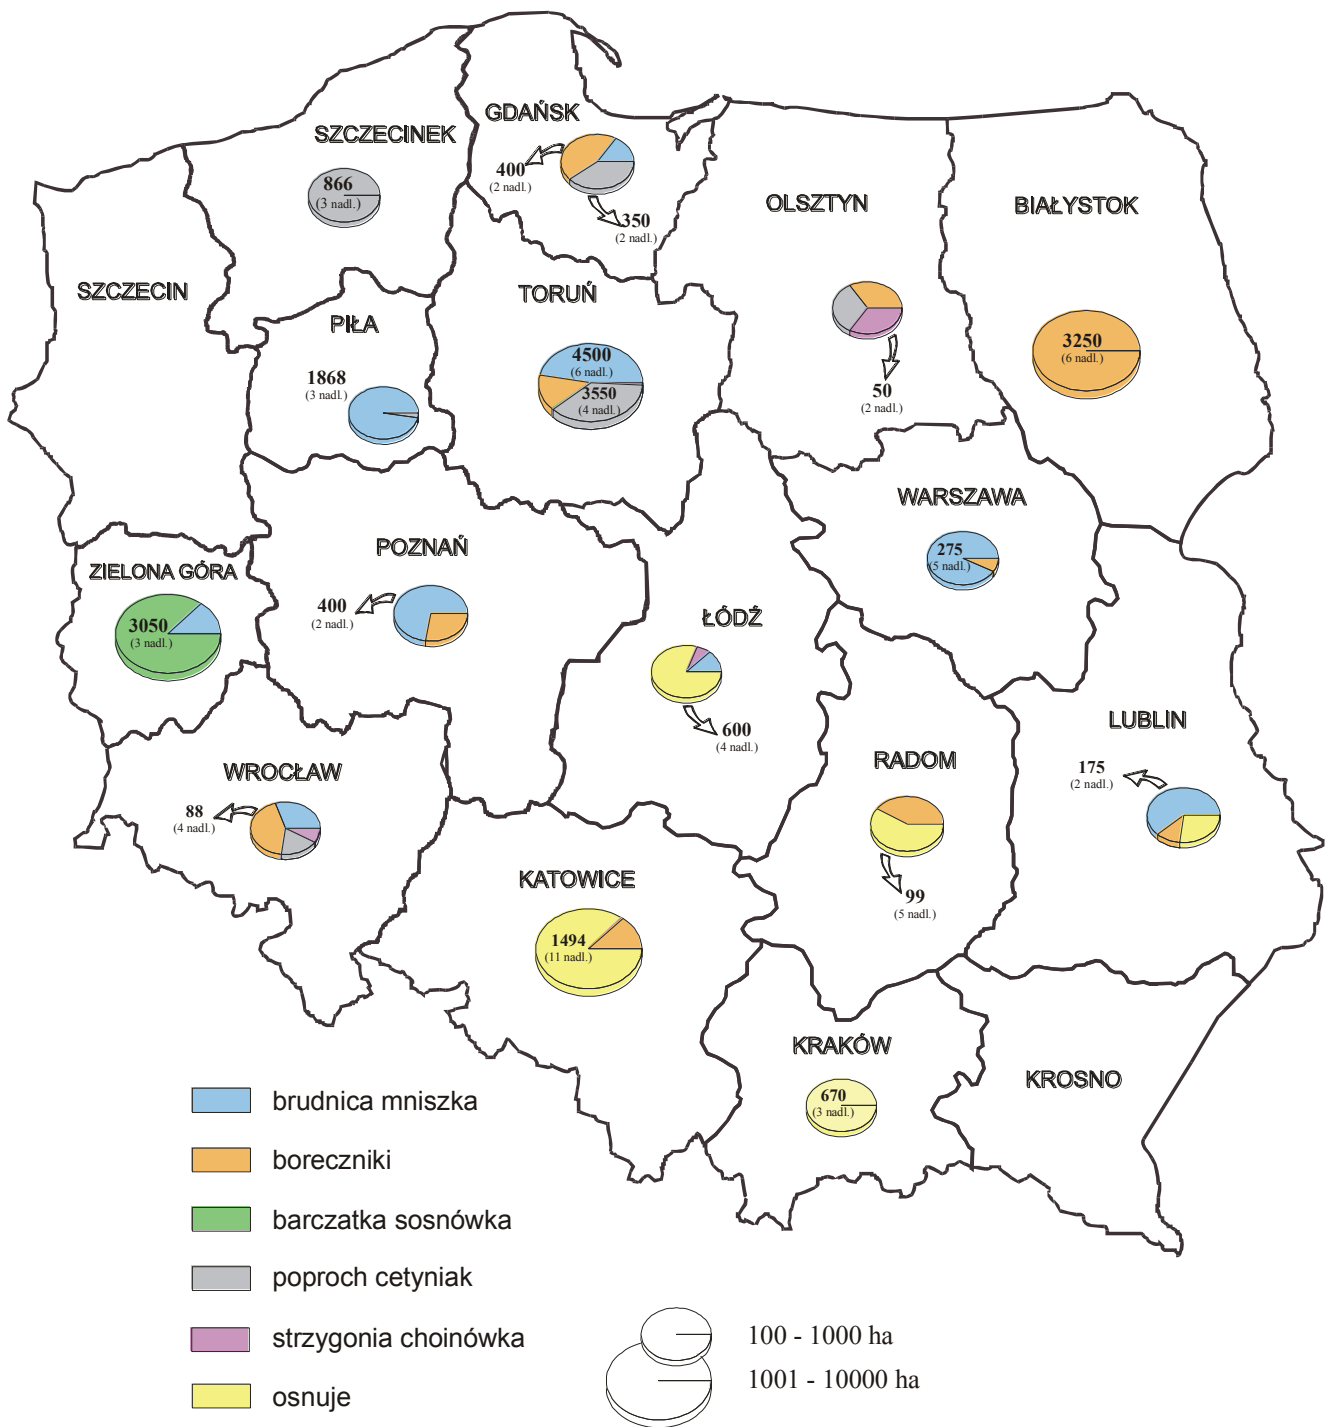 GDAŃSK
SZCZECINEK
400
(2 nadl.)
866
(3 nadl.)
350
(2 nadl.)
OLSZTYN
BIAŁYSTOK
SZCZECIN
TORUŃ
PIŁA
4500
(6 nadl.)
3550
(4 nadl.)
3250
(6 nadl.)
1868
(3 nadl.)
50
(2 nadl.)
WARSZAWA
275
(5 nadl.)
POZNAŃ
ZIELONA GÓRA
3050
(3 nadl.)
400
(2 nadl.)
ŁÓDŹ
600
(4 nadl.)
LUBLIN
175
(2 nadl.)
RADOM
99
(5 nadl.)
WROCŁAW
88
(4 nadl.)
KATOWICE
1494
(11 nadl.)
KRAKÓW
670
(3 nadl.)
KROSNO
brudnica mniszka
boreczniki
barczatka sosnówka
poproch cetyniak
strzygonia choinówka
osnuje
100 - 1000 ha
1001 - 10000 ha